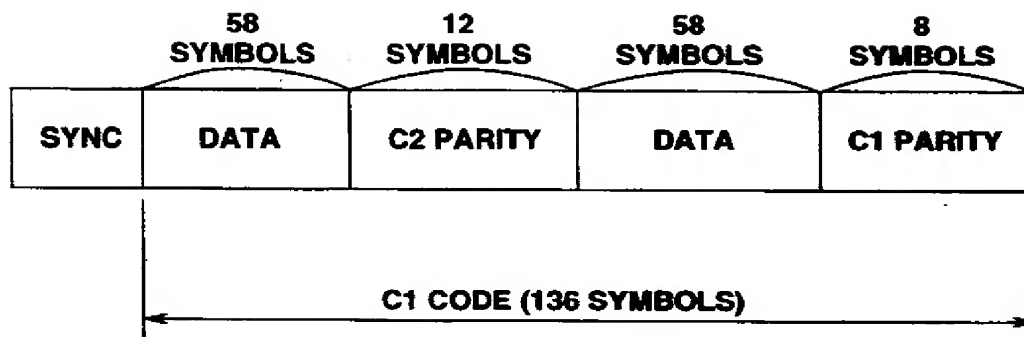 58 SYMBOLS
12 SYMBOLS
58 SYMBOLS
8 SYMBOLS
SYNC
DATA
C2 PARITY
DATA
C1 PARITY
C1 CODE (136 SYMBOLS)